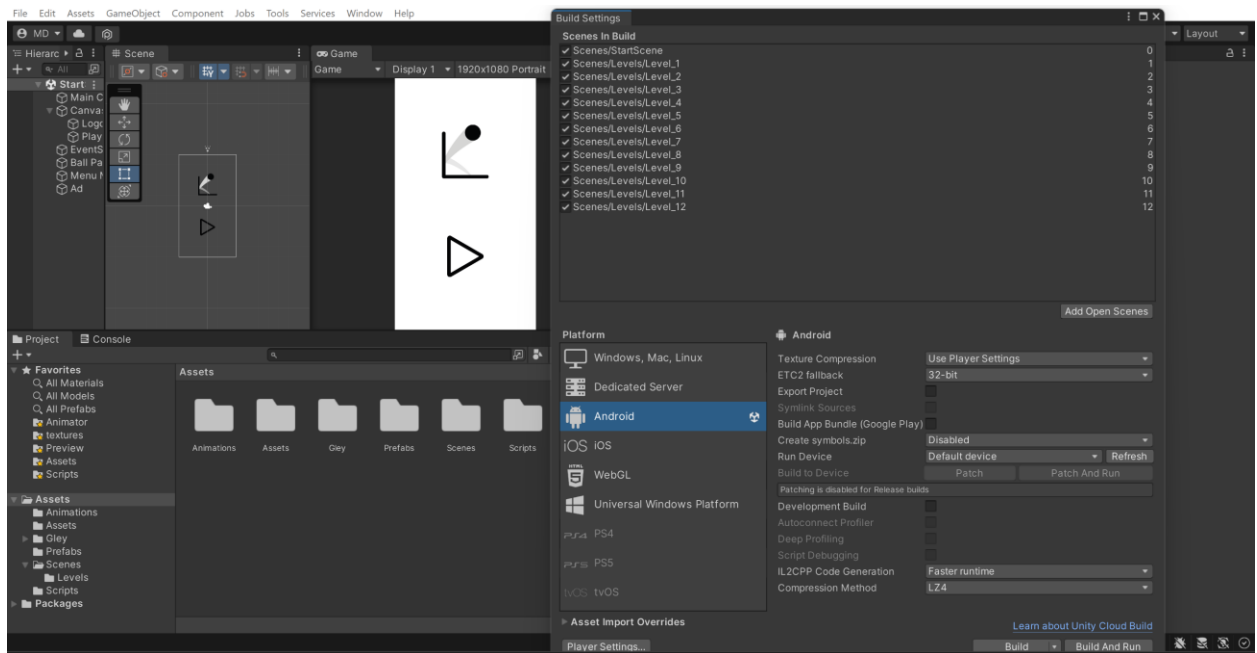 File Edit Assets GameObject Component Jobs Tools Services Window Help
MD
Hierarc
Scene
Game
All
Game Display 1 1920x1080 Portrait
Start
Main C
Canva
Logo
Play
EventS
Ball Pa
Menu M
Ad
Project Console
Favorites
All Materials
All Models
All Prefabs
Animator
textures
Preview
Assets
Scripts
Assets
Animations
Assets
Gley
Prefabs
Scenes
Levels
Scripts
Packages
Assets
Animations Assets Gley Prefabs Scenes Scripts
Build Settings
Scenes In Build
Scenes/StartScene 0
Scenes/Levels/Level_1 1
Scenes/Levels/Level_2 2
Scenes/Levels/Level_3 3
Scenes/Levels/Level_4 4
Scenes/Levels/Level_5 5
Scenes/Levels/Level_6 6
Scenes/Levels/Level_7 7
Scenes/Levels/Level_8 8
Scenes/Levels/Level_9 9
Scenes/Levels/Level_10 10
Scenes/Levels/Level_11 11
Scenes/Levels/Level_12 12
Add Open Scenes
Platform
Windows, Mac, Linux
Dedicated Server
Android
iOS iOS
HTML 5 WebGL
Universal Windows Platform
PS4 PS4
PS5 PS5
tvOS tvOS
Android
Texture Compression Use Player Settings
ETC2 fallback 32-bit
Export Project
Symlink Sources
Build App Bundle (Google Play)
Create symbols.zip Disabled
Run Device Default device Refresh
Build to Device Patch Patch And Run
Patching is disabled for Release builds
Development Build
Autoconnect Profiler
Deep Profiling
Script Debugging
IL2CPP Code Generation Faster runtime
Compression Method LZ4
Asset Import Overrides
Learn about Unity Cloud Build
Player Settings... Build Build And Run
Layout